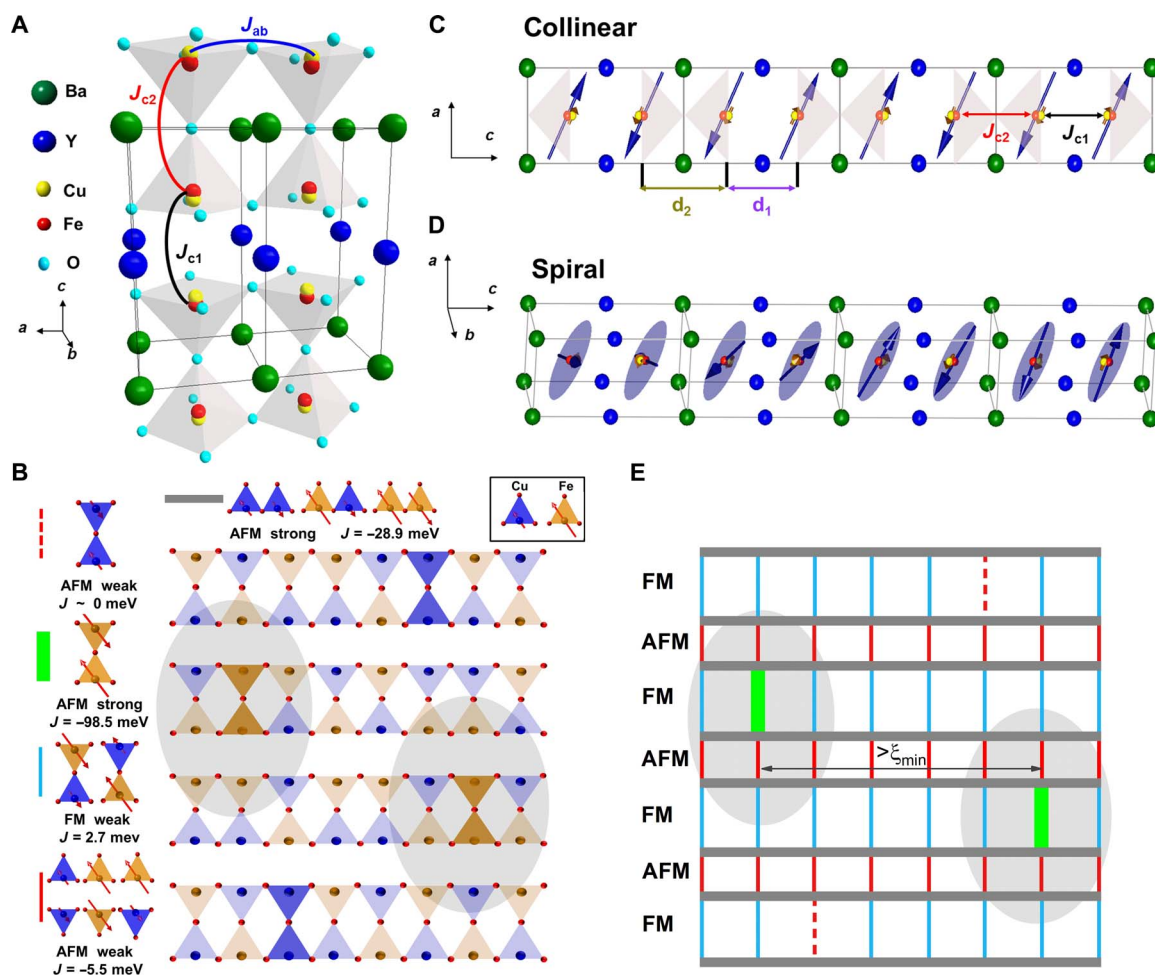 A
J_ab
Ba
Y
Cu
Fe
O
J_c2
J_c1
c
a
b
C
Collinear
a
c
J_c2
J_c1
d_2
d_1
D
Spiral
a
c
b
B
AFM weak
J ~ 0 meV
AFM strong
J = –98.5 meV
FM weak
J = 2.7 mev
AFM weak
J = –5.5 meV
AFM strong J = –28.9 meV
Cu Fe
E
FM
AFM
FM
AFM
>ξ_min
FM
AFM
FM